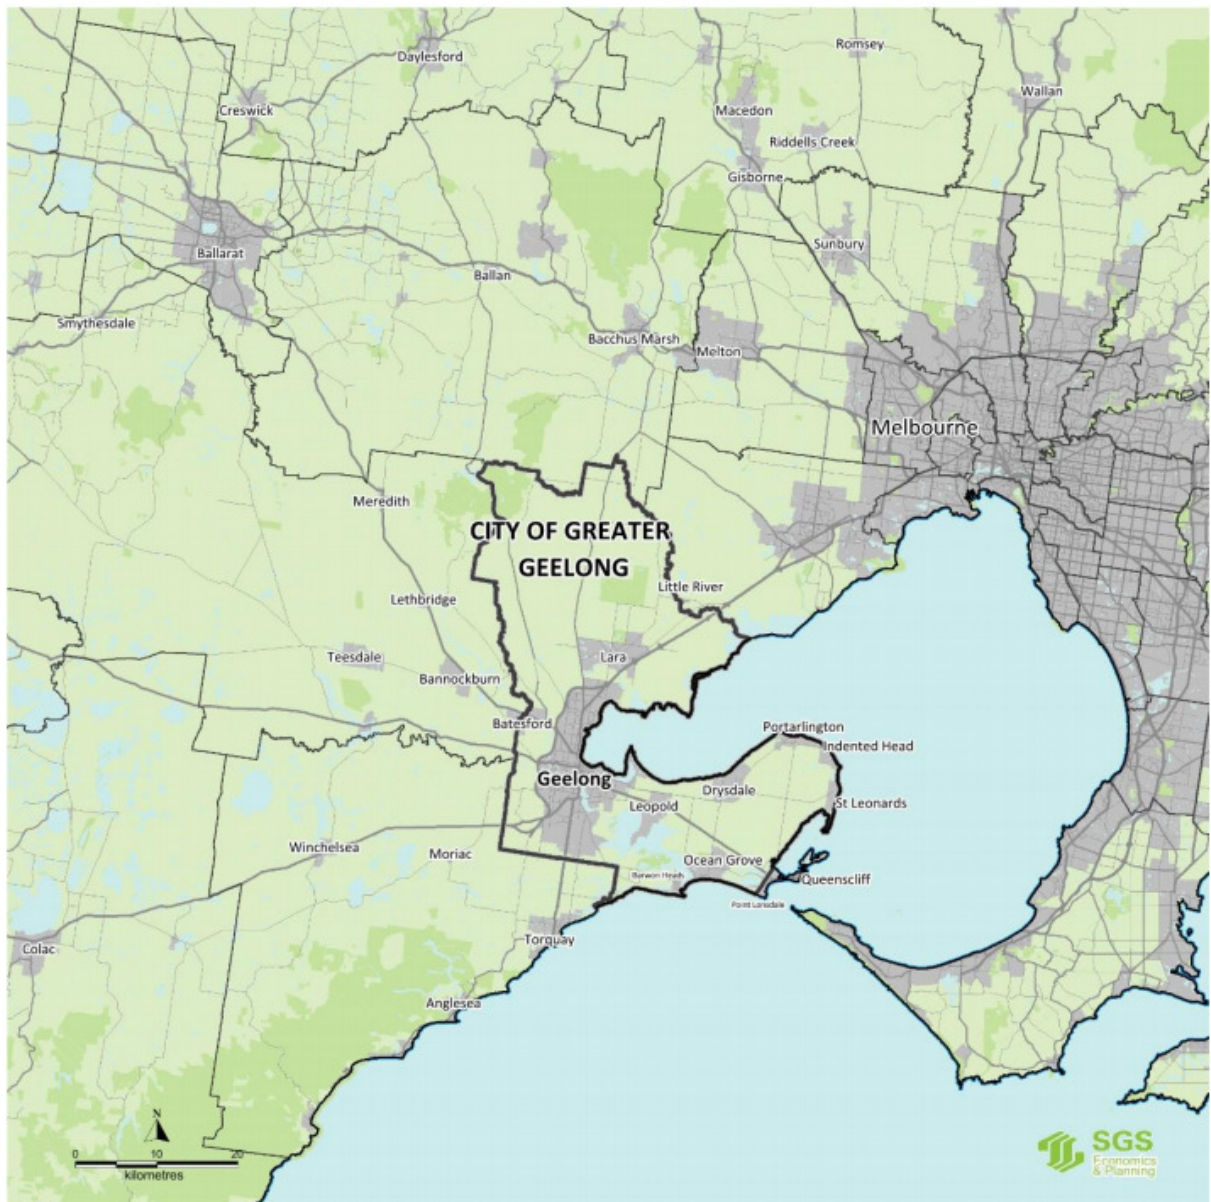 Daylesford
Romsey
Creswick
Macedon
Wallan
Riddells Creek
Gisborne
Ballarat
Sunbury
Ballan
Smythesdale
Bacchus Marsh
Melton
Melbourne
Meredith
CITY OF GREATER
GEELONG
Lethbridge
Little River
Teesdale
Lara
Bannockburn
Batesford
Portarlington
Indented Head
Geelong
Drysdale
Leopold
St Leonards
Winchelsea
Moriac
Ocean Grove
Barwon Heads
Queenscliff
Point Lonsdale
Colac
Torquay
Anglesea
N
0 10 20
kilometres
SGS
Economics
& Planning